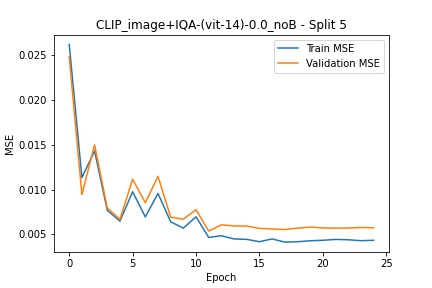 CLIP_image+IQA-(vit-14)-0.0_noB - Split 5
Train MSE
Validation MSE
MSE
0.025
0.020
0.015
0.010
0.005
0 5 10 15 20 25
Epoch